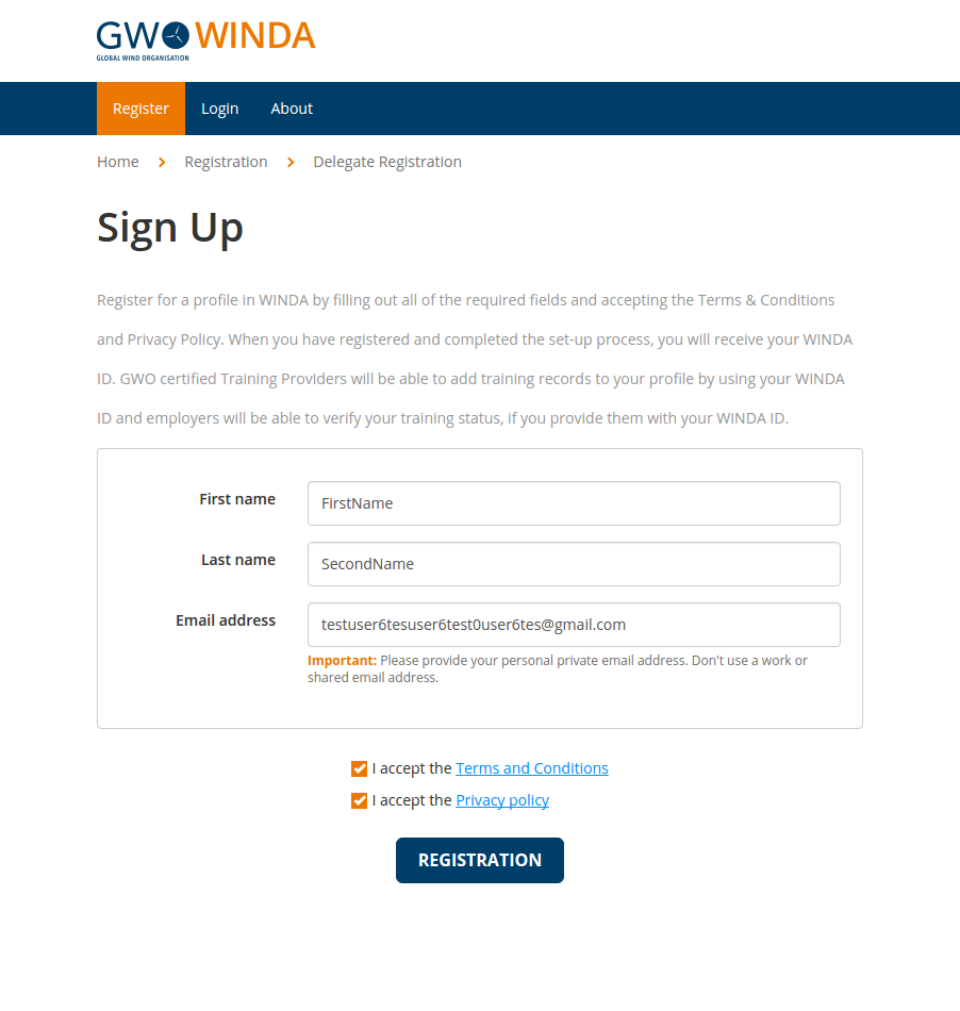 GWO WINDA
GLOBAL WIND ORGANISATION
Register Login About
Home Registration Delegate Registration
Sign Up
Register for a profile in WINDA by filling out all of the required fields and accepting the Terms & Conditions
and Privacy Policy. When you have registered and completed the set-up process, you will receive your WINDA
ID. GWO certified Training Providers will be able to add training records to your profile by using your WINDA
ID and employers will be able to verify your training status, if you provide them with your WINDA ID.
First name FirstName
Last name SecondName
Email address testuser6tesuser6test0user6tes@gmail.com
Important: Please provide your personal private email address. Don't use a work or
shared email address.
I accept the Terms and Conditions
I accept the Privacy policy
REGISTRATION